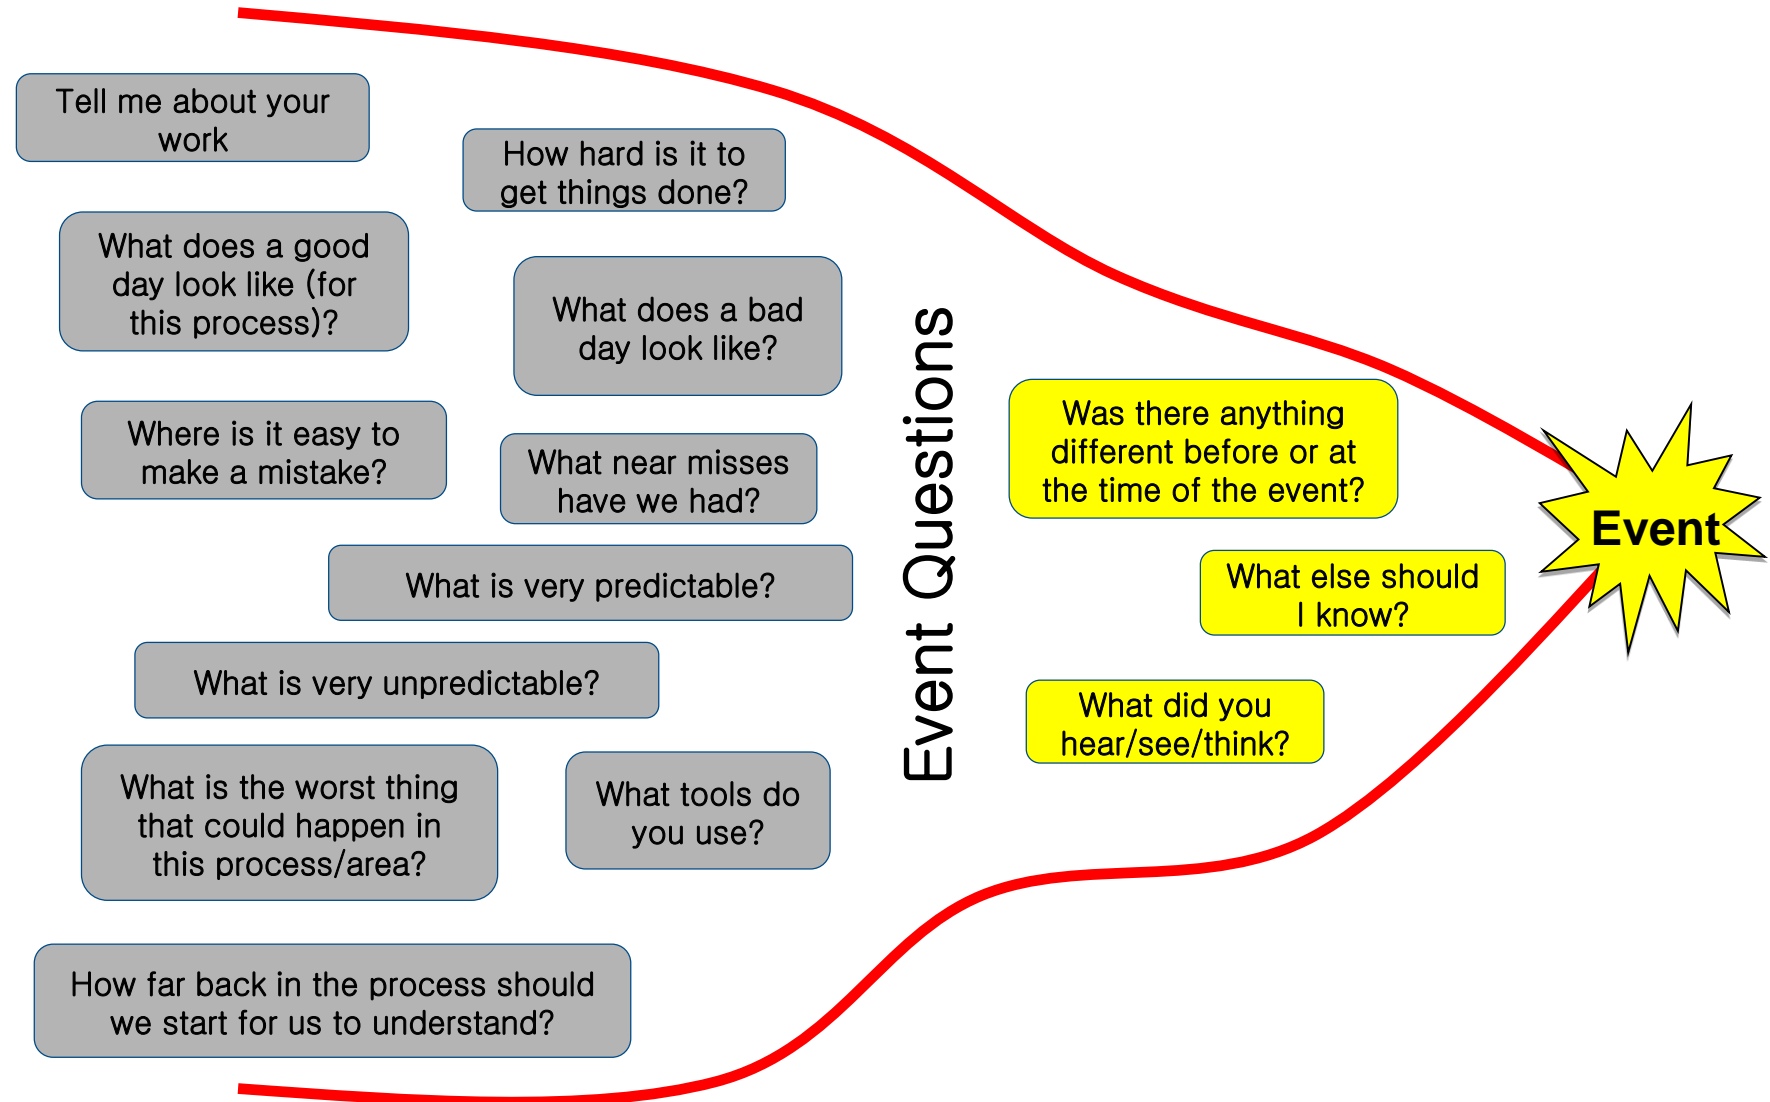 Tell me about your
work
How hard is it to
get things done?
What does a good
day look like (for
this process)?
What does a bad
day look like?
Where is it easy to
make a mistake?
What near misses
have we had?
What is very predictable?
What is very unpredictable?
What is the worst thing
that could happen in
this process/area?
What tools do
you use?
How far back in the process should
we start for us to understand?
Event Questions
Was there anything
different before or at
the time of the event?
What else should
I know?
What did you
hear/see/think?
Event